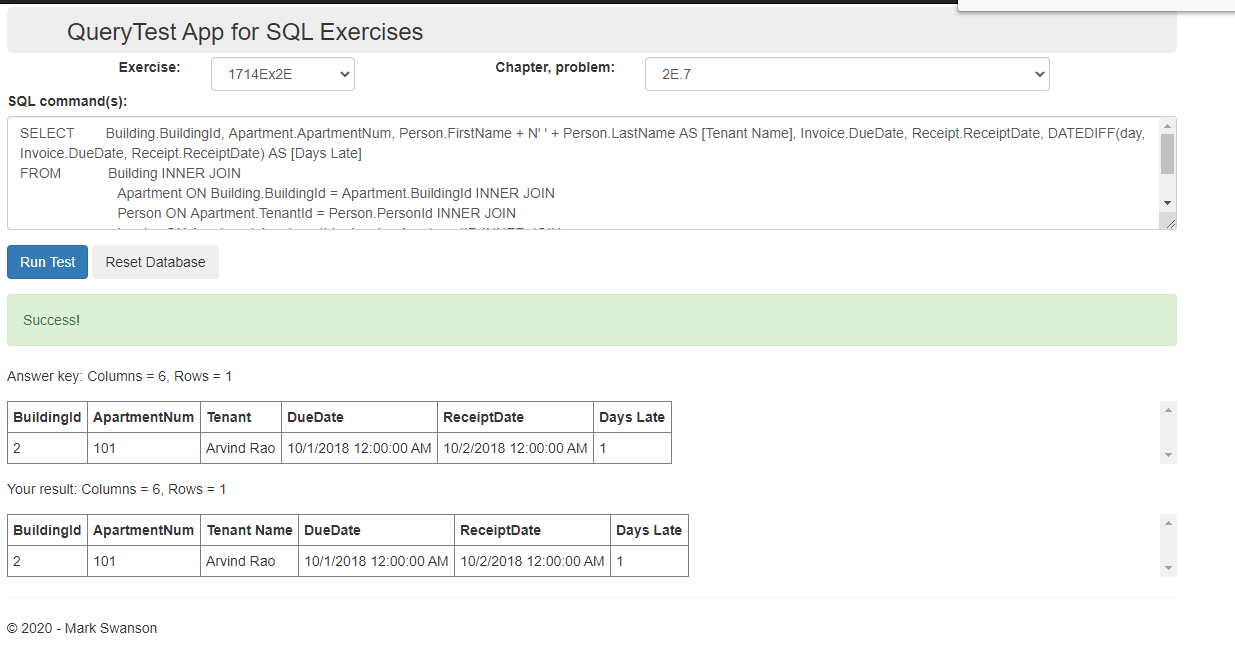 QueryTest App for SQL Exercises
Exercise: 1714Ex2E Chapter, problem: 2E.7
SQL command(s):
SELECT Building.BuildingId, Apartment.ApartmentNum, Person.FirstName + N' ' + Person.LastName AS [Tenant Name], Invoice.DueDate, Receipt.ReceiptDate, DATEDIFF(day,
Invoice.DueDate, Receipt.ReceiptDate) AS [Days Late]
FROM Building INNER JOIN
Apartment ON Building.BuildingId = Apartment.BuildingId INNER JOIN
Person ON Apartment.TenantId = Person.PersonId INNER JOIN
Run Test Reset Database
Success!
Answer key: Columns = 6, Rows = 1
BuildingId ApartmentNum Tenant DueDate ReceiptDate Days Late
2 101 Arvind Rao 10/1/2018 12:00:00 AM 10/2/2018 12:00:00 AM 1
Your result: Columns = 6, Rows = 1
BuildingId ApartmentNum Tenant Name DueDate ReceiptDate Days Late
2 101 Arvind Rao 10/1/2018 12:00:00 AM 10/2/2018 12:00:00 AM 1
© 2020 - Mark Swanson